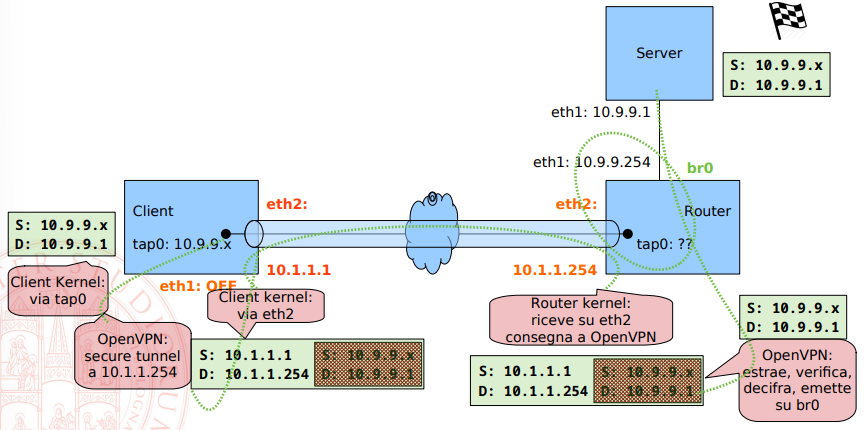 Server
S: 10.9.9.x
D: 10.9.9.1
eth1: 10.9.9.1
eth1: 10.9.9.254
br0
Client
eth2:
eth2:
Router
S: 10.9.9.x
D: 10.9.9.1
tap0: 10.9.9.x
tap0: ??
Client Kernel:
via tap0
eth1: OFF
10.1.1.1
10.1.1.254
Client kernel:
via eth2
Router kernel:
riceve su eth2
consegna a OpenVPN
S: 10.9.9.x
D: 10.9.9.1
OpenVPN:
secure tunnel
a 10.1.1.254
S: 10.1.1.1
D: 10.1.1.254
S: 10.9.9.x
D: 10.9.9.1
S: 10.1.1.1
D: 10.1.1.254
S: 10.9.9.x
D: 10.9.9.1
OpenVPN:
estrae, verifica,
decifra, emette
su br0